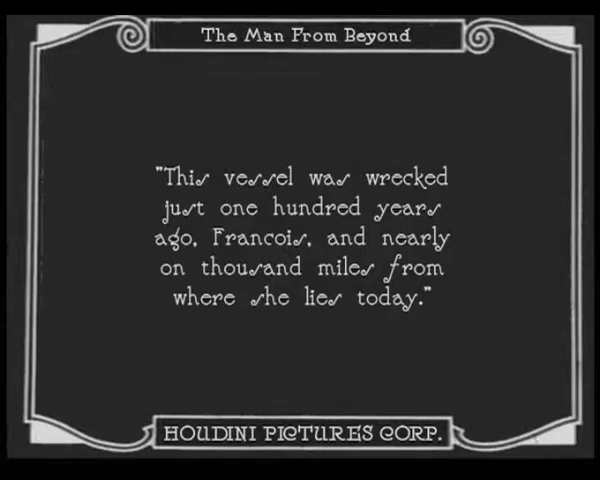 The Man From Beyond
"This vessel was wrecked
just one hundred years
ago, Francois, and nearly
on thousand miles from
where she lies today."
HOUDINI PICTURES CORP.